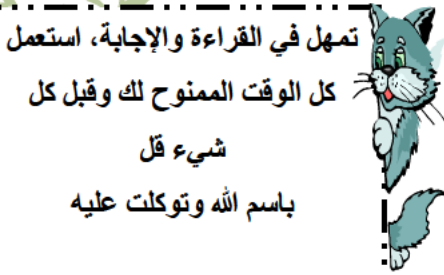 تمهل في القراءة والإجابة، استعمل
كل الوقت الممنوح لك وقبل كل
شيء قل
باسم الله وتوكلت عليه